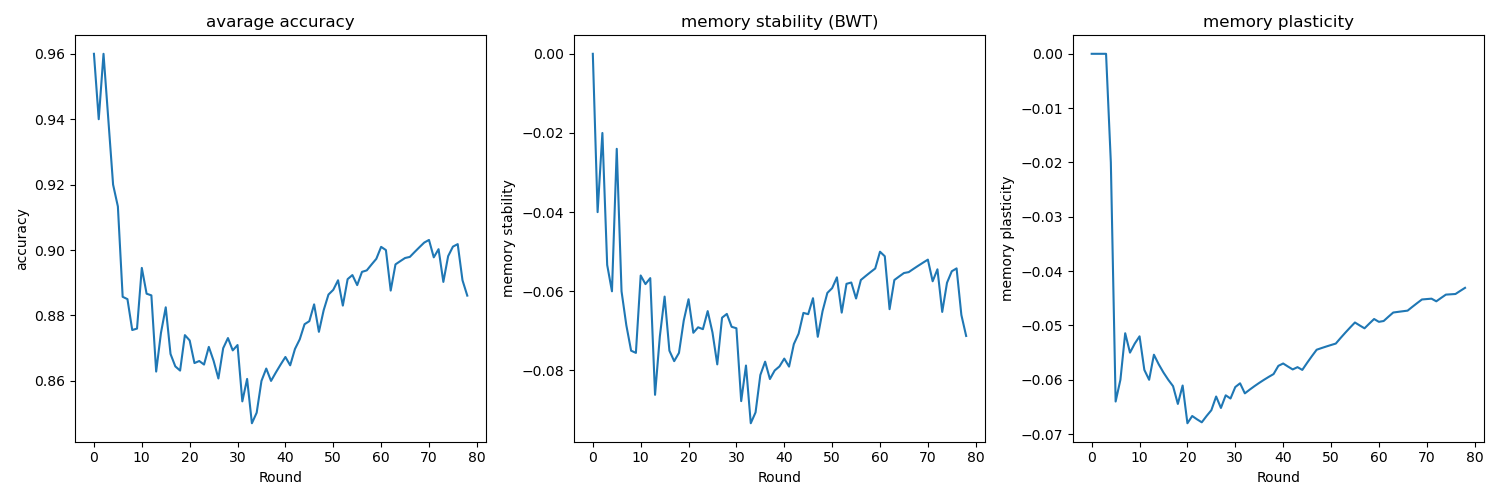 avarage accuracy
accuracy
0.96
0.94
0.92
0.90
0.88
0.86
0 10 20 30 40 50 60 70 80
Round
memory stability (BWT)
memory stability
0.00
−0.02
−0.04
−0.06
−0.08
0 10 20 30 40 50 60 70 80
Round
memory plasticity
memory plasticity
0.00
−0.01
−0.02
−0.03
−0.04
−0.05
−0.06
−0.07
0 10 20 30 40 50 60 70 80
Round